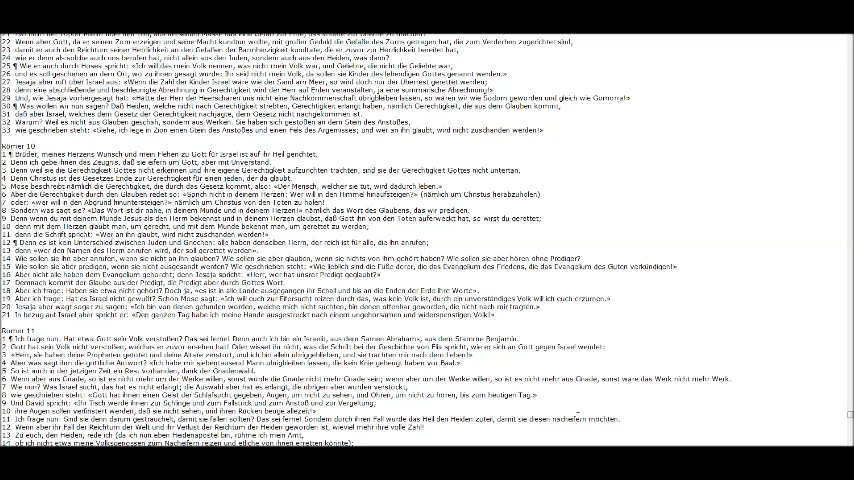 22 Wenn aber Gott, da er seinen Zorn erzeigen und seine Macht kundtun wollte, mit großer Geduld die Gefäße des Zorns getragen hat, die zum Verderben zugerichtet sind,
23 damit er auch den Reichtum seiner Herrlichkeit an den Gefäßen der Barmherzigkeit kundtäte, die er zuvor zur Herrlichkeit bereitet hat,
24 wie er denn als solche auch uns berufen hat, nicht allein aus den Juden, sondern auch aus den Heiden, was dann?
25 ¶ Wie er auch durch Hosea spricht: «Ich will das mein Volk nennen, was nicht mein Volk war, und Geliebte, die nicht die Geliebte war,
26 und es soll geschehen an dem Ort, wo zu ihnen gesagt wurde: Ihr seid nicht mein Volk, da sollen sie Kinder des lebendigen Gottes genannt werden.»
27 Jesaja aber ruft über Israel aus: «Wenn die Zahl der Kinder Israel wäre wie der Sand am Meer, so wird doch nur der Überrest gerettet werden;
28 denn eine abschließende und beschleunigte Abrechnung in Gerechtigkeit wird der Herr auf Erden veranstalten, ja eine summarische Abrechnung!»
29 Und, wie Jesaja vorhergesagt hat: «Hätte der Herr der Heerscharen uns nicht eine Nachkommenschaft übrigbleiben lassen, so wären wir wie Sodom geworden und gleich wie Gomorra!»
30 ¶ Was wollen wir nun sagen? Daß Heiden, welche nicht nach Gerechtigkeit strebten, Gerechtigkeit erlangt haben, nämlich Gerechtigkeit, die aus dem Glauben kommt,
31 daß aber Israel, welches dem Gesetz der Gerechtigkeit nachjagte, dem Gesetz nicht nachgekommen ist.
32 Warum? Weil es nicht aus Glauben geschah, sondern aus Werken. Sie haben sich gestoßen an dem Stein des Anstoßes,
33 wie geschrieben steht: «Siehe, ich lege in Zion einen Stein des Anstoßes und einen Fels des Ärgernisses; und wer an ihn glaubt, wird nicht zuschanden werden!»
Römer 10
1 ¶ Brüder, meines Herzens Wunsch und mein Flehen zu Gott für Israel ist auf ihr Heil gerichtet.
2 Denn ich gebe ihnen das Zeugnis, daß sie eifern um Gott, aber mit Unverstand.
3 Denn weil sie die Gerechtigkeit Gottes nicht erkennen und ihre eigene Gerechtigkeit aufzurichten trachten, sind sie der Gerechtigkeit Gottes nicht untertan.
4 Denn Christus ist des Gesetzes Ende zur Gerechtigkeit für einen jeden, der da glaubt.
5 Mose beschreibt nämlich die Gerechtigkeit, die durch das Gesetz kommt, also: «Der Mensch, welcher sie tut, wird dadurch leben.»
6 Aber die Gerechtigkeit durch den Glauben redet so: «Sprich nicht in deinem Herzen: Wer will in den Himmel hinaufsteigen?» (nämlich um Christus herabzuholen)
7 oder: «wer will in den Abgrund hinuntersteigen?» nämlich um Christus von den Toten zu holen!
8 Sondern was sagt sie? «Das Wort ist dir nahe, in deinem Munde und in deinem Herzen!» nämlich das Wort des Glaubens, das wir predigen.
9 Denn wenn du mit deinem Munde Jesus als den Herrn bekennst und in deinem Herzen glaubst, daß Gott ihn von den Toten auferweckt hat, so wirst du gerettet;
10 denn mit dem Herzen glaubt man, um gerecht, und mit dem Munde bekennt man, um gerettet zu werden;
11 denn die Schrift spricht: «Wer an ihn glaubt, wird nicht zuschanden werden!»
12 ¶ Denn es ist kein Unterschied zwischen Juden und Griechen: alle haben denselben Herrn, der reich ist für alle, die ihn anrufen;
13 denn «wer den Namen des Herrn anrufen wird, der soll gerettet werden».
14 Wie sollen sie ihn aber anrufen, wenn sie nicht an ihn glauben? Wie sollen sie aber glauben, wenn sie nichts von ihm gehört haben? Wie sollen sie aber hören ohne Prediger?
15 Wie sollen sie aber predigen, wenn sie nicht ausgesandt werden? Wie geschrieben steht: «Wie lieblich sind die Füße derer, die das Evangelium des Friedens, die das Evangelium des Guten verkündigen!»
16 Aber nicht alle haben dem Evangelium gehorcht; denn Jesaja spricht: «Herr, wer hat unsrer Predigt geglaubt?»
17 Demnach kommt der Glaube aus der Predigt, die Predigt aber durch Gottes Wort.
18 Aber ich frage: Haben sie etwa nicht gehört? Doch ja, «es ist in alle Lande ausgegangen ihr Schall und bis an die Enden der Erde ihre Worte».
19 Aber ich frage: Hat es Israel nicht gewußt? Schon Mose sagt: «Ich will euch zur Eifersucht reizen durch das, was kein Volk ist, durch ein unverständiges Volk will ich euch erzürnen.»
20 Jesaja aber wagt sogar zu sagen: «Ich bin von denen gefunden worden, welche mich nicht suchten, bin denen offenbar geworden, die nicht nach mir fragten.»
21 In bezug auf Israel aber spricht er: «Den ganzen Tag habe ich meine Hände ausgestreckt nach einem ungehorsamen und widerspenstigen Volk!»
Römer 11
1 ¶ Ich frage nun: Hat etwa Gott sein Volk verstoßen? Das sei ferne! Denn auch ich bin ein Israelit, aus dem Samen Abrahams, aus dem Stamme Benjamin.
2 Gott hat sein Volk nicht verstoßen, welches er zuvor ersehen hat! Oder wisset ihr nicht, was die Schrift bei der Geschichte von Elia spricht, wie er sich an Gott gegen Israel wendet:
3 «Herr, sie haben deine Propheten getötet und deine Altäre zerstört, und ich bin allein übriggeblieben, und sie trachten mir nach dem Leben!»
4 Aber was sagt ihm die göttliche Antwort? «Ich habe mir siebentausend Mann übrigbleiben lassen, die kein Knie gebeugt haben vor Baal.»
5 So ist auch in der jetzigen Zeit ein Rest vorhanden, dank der Gnadenwahl.
6 Wenn aber aus Gnade, so ist es nicht mehr um der Werke willen, sonst würde die Gnade nicht Gnade sein; wenn aber um der Werke willen, so ist es nicht mehr aus Gnade, sonst wäre das Werk nicht mehr Werk.
7 Wie nun? Was Israel sucht, das hat es nicht erlangt; die Auswahl aber hat es erlangt, die übrigen aber wurden verstockt,
8 wie geschrieben steht: «Gott hat ihnen einen Geist der Schlafsucht gegeben, Augen, um nicht zu sehen, und Ohren, um nicht zu hören, bis zum heutigen Tag.»
9 Und David spricht: «Ihr Tisch werde ihnen zur Schlinge und zum Fallstrick und zum Anstoß und zur Vergeltung;
10 ihre Augen sollen verfinstert werden, daß sie nicht sehen, und ihren Rücken beuge allezeit!»
11 Ich frage nun: Sind sie denn darum gestrauchelt, damit sie fallen sollten? Das sei ferne! Sondern durch ihren Fall wurde das Heil den Heiden zuteil, damit sie diesen nacheifern möchten.
12 Wenn aber ihr Fall der Reichtum der Welt und ihr Verlust der Reichtum der Heiden geworden ist, wieviel mehr ihre volle Zahl!
13 Zu euch, den Heiden, rede ich (da ich nun eben Heidenapostel bin, rühme ich mein Amt,
14 ob ich nicht etwa meine Volksgenossen zum Nacheifern reizen und etliche von ihnen erretten könnte);